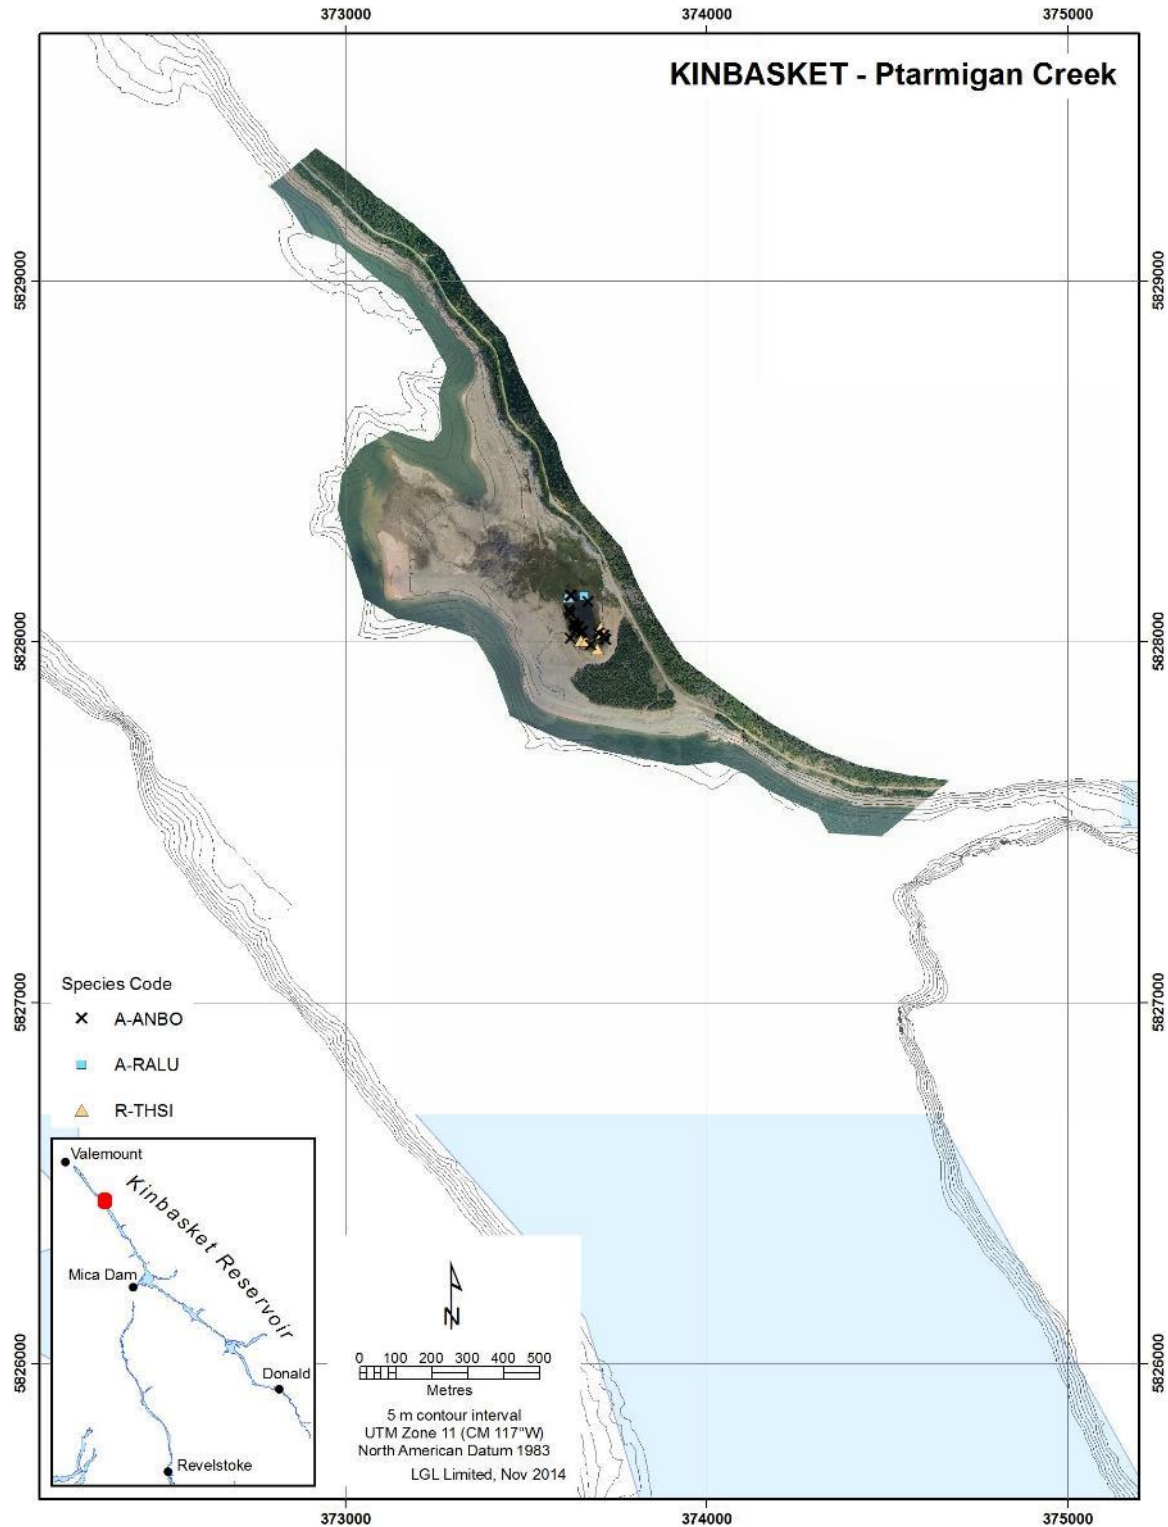 373000
374000
375000
KINBASKET - Ptarmigan Creek
5829000
5829000
5828000
5828000
5827000
5827000
Species Code
A-ANBO
A-RALU
R-THSI
Valemount
Kinbasket Reservoir
Mica Dam
Donald
Revelstoke
N
0 100 200 300 400 500
Metres
5 m contour interval
UTM Zone 11 (CM 117°W)
North American Datum 1983
LGL Limited, Nov 2014
5826000
5826000
373000
374000
375000